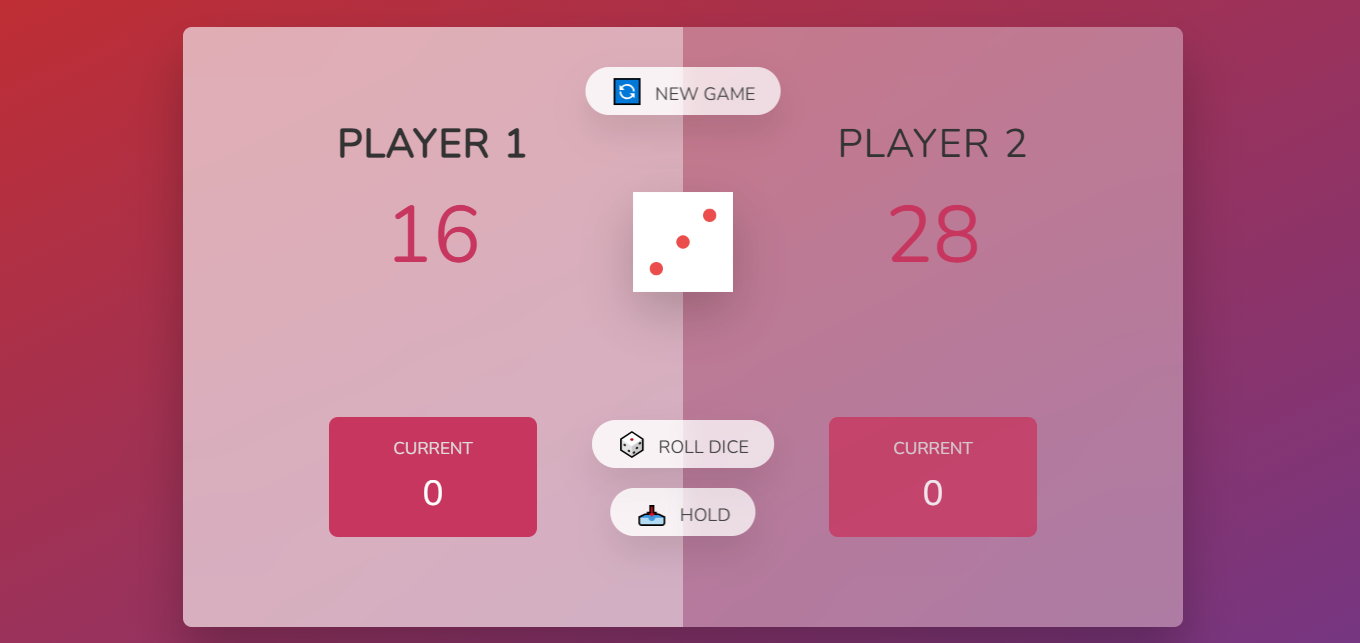 NEW GAME
PLAYER 1
16
PLAYER 2
28
CURRENT
0
ROLL DICE
HOLD
CURRENT
0